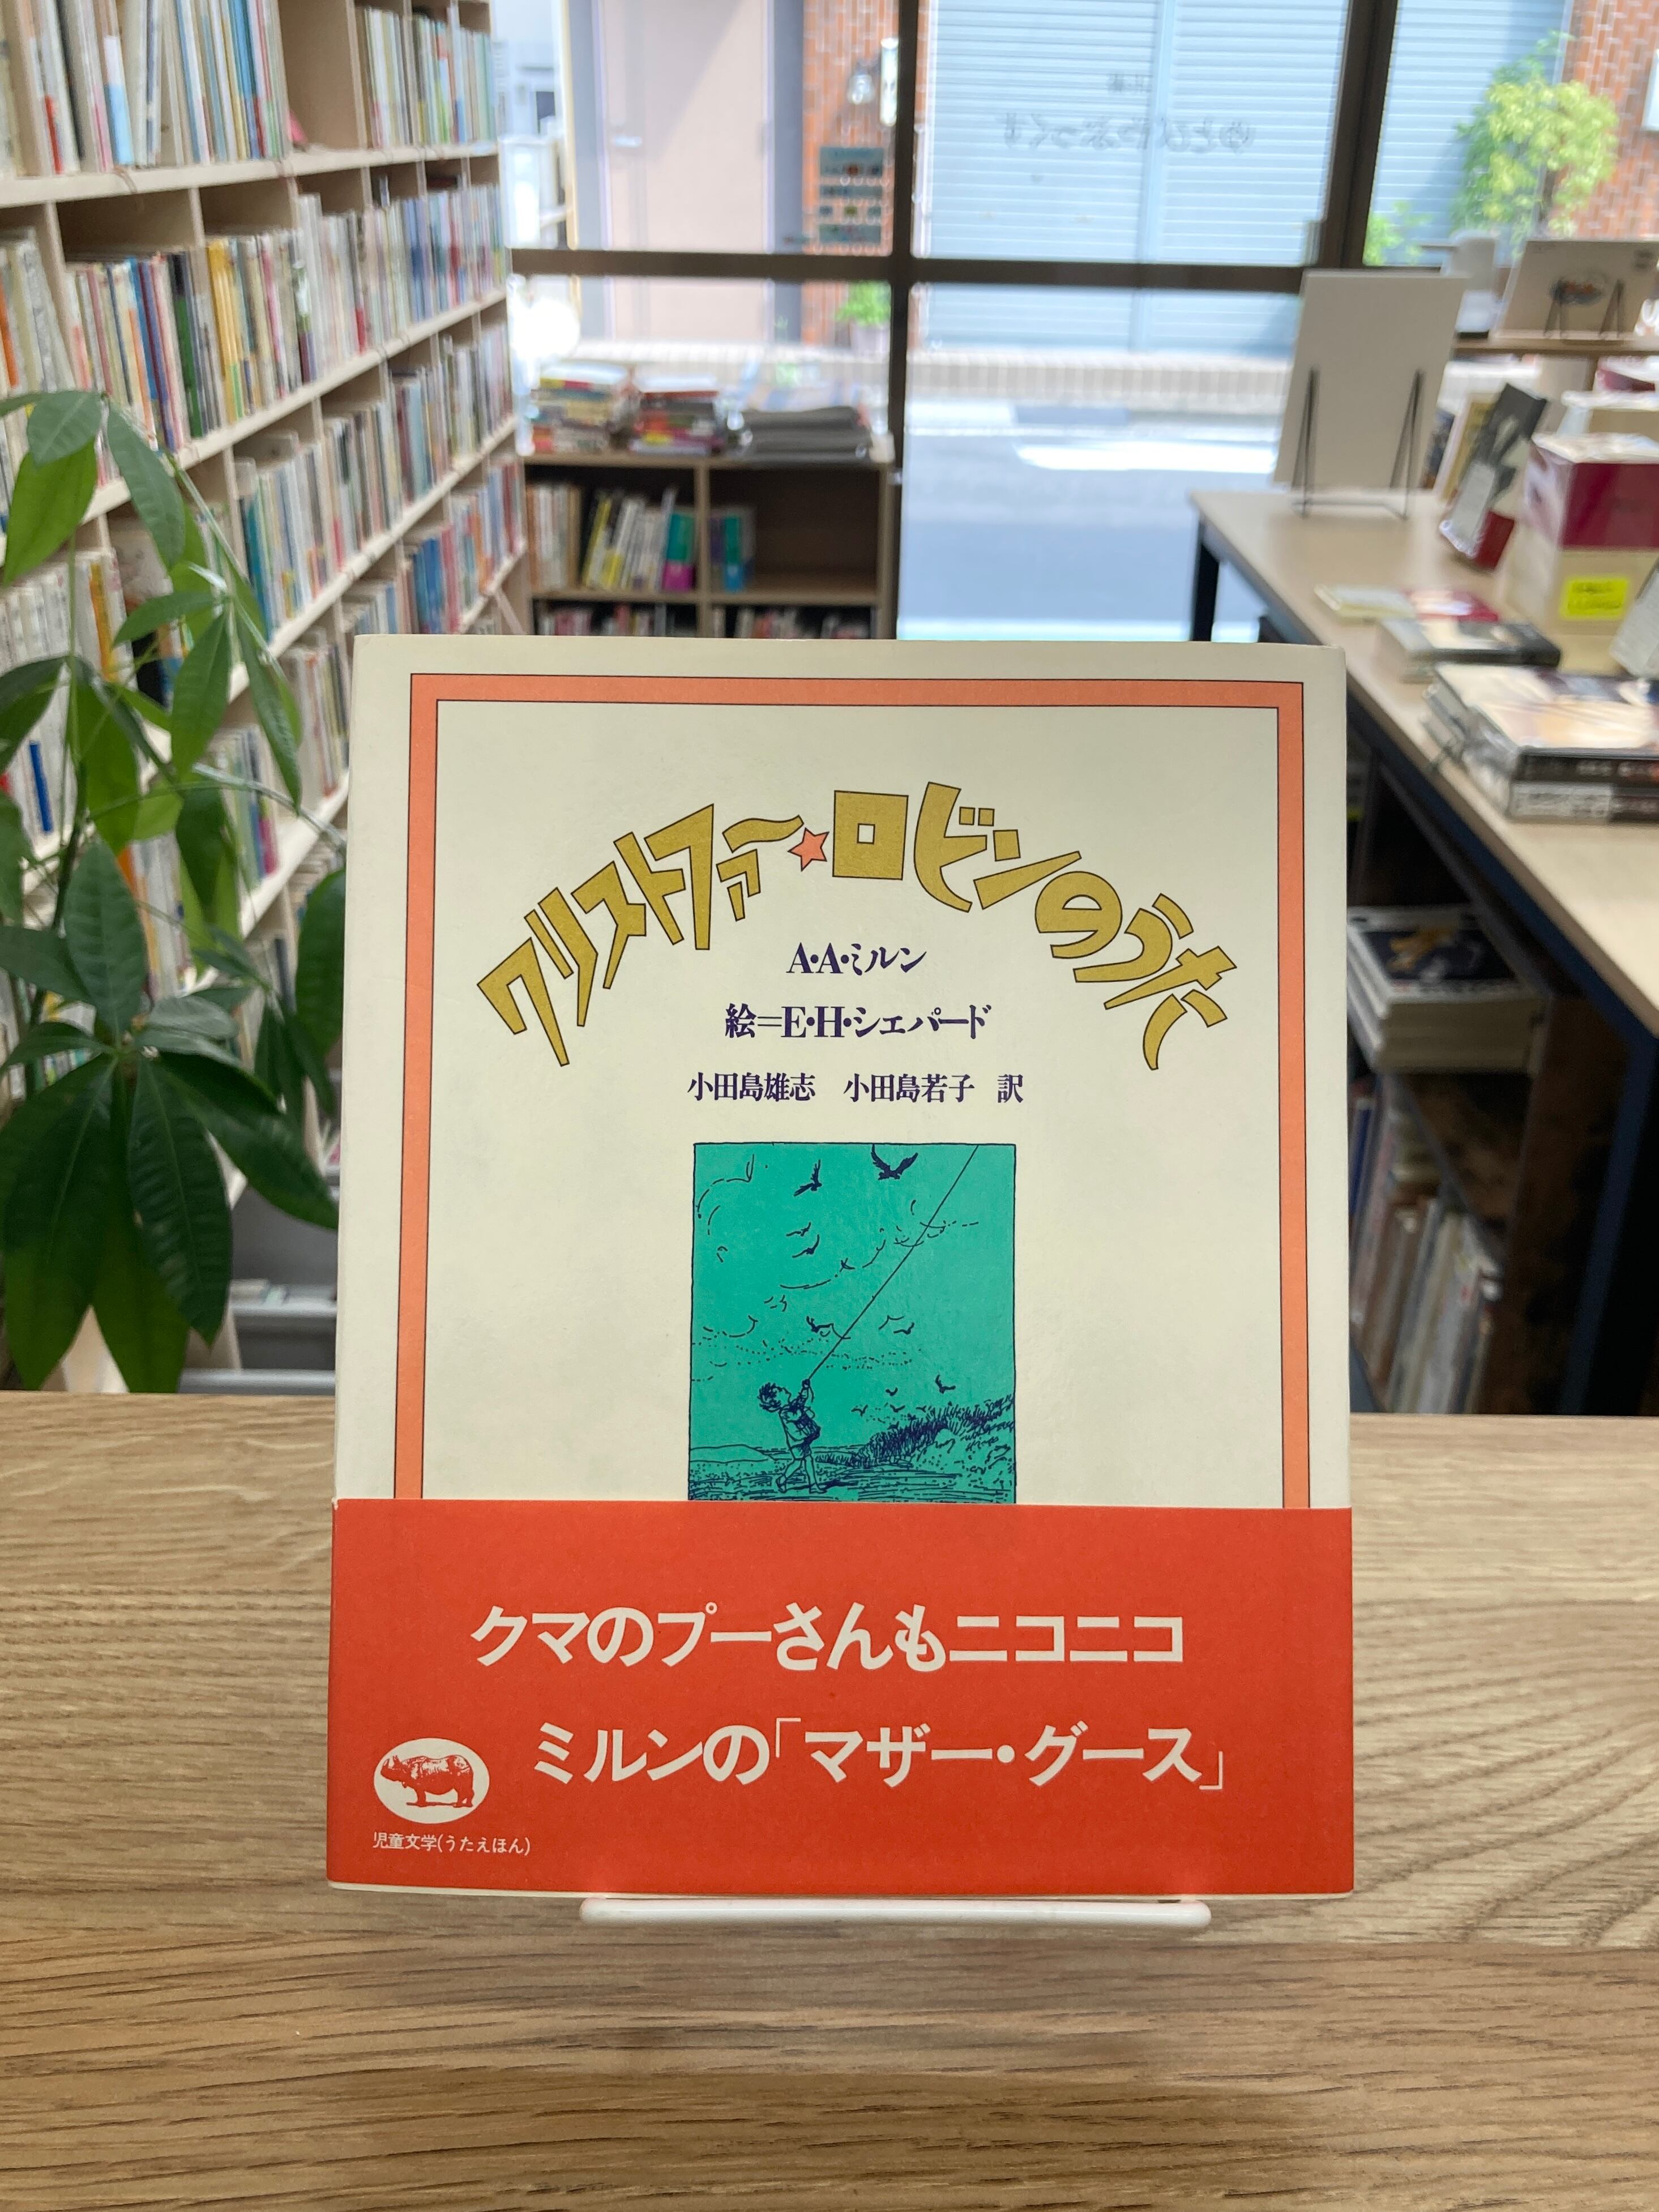 クリストファー★ロビンのうた
A・A・ミルン
絵=E・H・シェパード
小田島雄志 小田島若子 訳
クマのプーさんもニコニコ
ミルンの「マザー・グース」
児童文学(うたえほん)